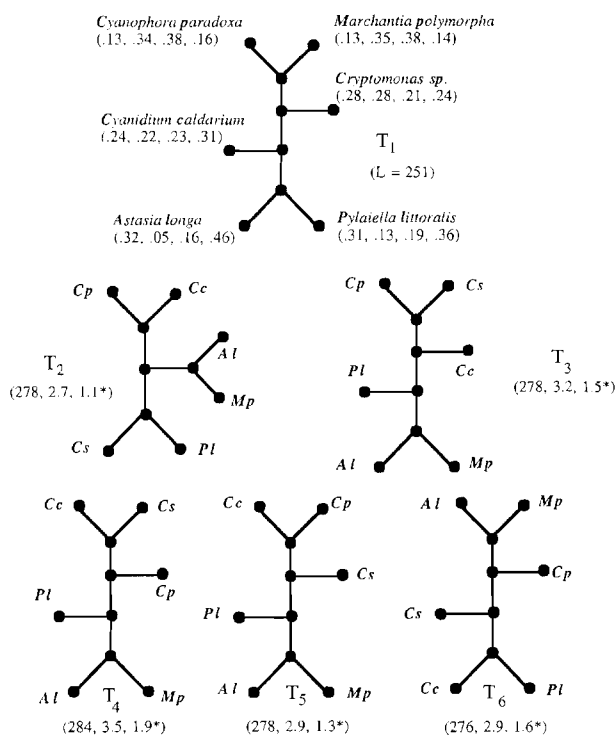 Cyanophora paradoxa
(.13, .34, .38, .16)
Marchantia polymorpha
(.13, .35, .38, .14)
Cryptomonas sp.
(.28, .28, .21, .24)
Cyanidium caldarium
(.24, .22, .23, .31)
T1
(L = 251)
Astasia longa
(.32, .05, .16, .46)
Pylaiella littoralis
(.31, .13, .19, .36)
Cp
Cc
Al
Mp
Cs
Pl
T2
(278, 2.7, 1.1*)
Cp
Cs
Cc
Pl
Al
Mp
T3
(278, 3.2, 1.5*)
Cc
Cs
Cp
Pl
Al
Mp
T4
(284, 3.5, 1.9*)
Cc
Cp
Cs
Pl
Al
Mp
T5
(278, 2.9, 1.3*)
Al
Mp
Cp
Cs
Cc
Pl
T6
(276, 2.9. 1.6*)